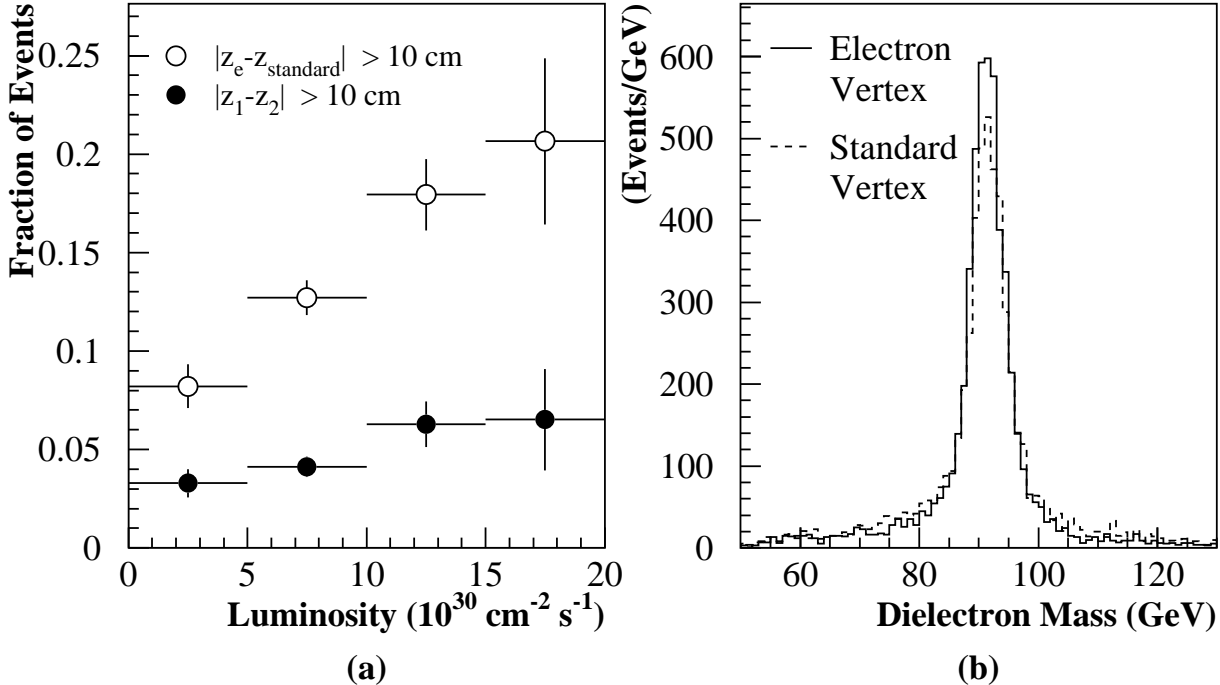 Fraction of Events
0.25
0.2
0.15
0.1
0.05
0
|z_e-z_standard| > 10 cm
|z_1-z_2| > 10 cm
0 5 10 15 20
Luminosity (10^30 cm^-2 s^-1)
(a)
(Events/GeV)
600
500
400
300
200
100
0
Electron
Vertex
Standard
Vertex
60 80 100 120
Dielectron Mass (GeV)
(b)